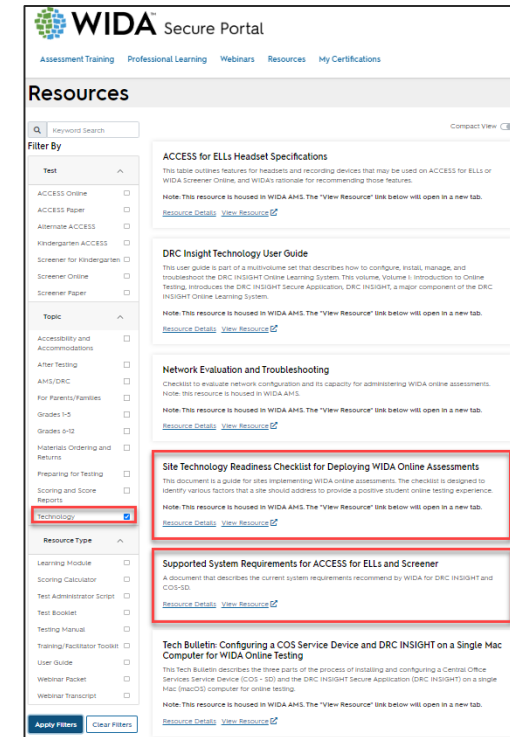 WIDA™ Secure Portal
Assessment Training Professional Learning Webinars Resources My Certifications
Resources
Keyword Search
Filter By
Test
ACCESS Online
ACCESS Paper
Alternate ACCESS
Kindergarten ACCESS
Screener for Kindergarten
Screener Online
Screener Paper
Topic
Accessibility and
Accommodations
After Testing
AMS/DRC
For Parents/Families
Grades 1-5
Grades 6-12
Materials Ordering and
Returns
Preparing for Testing
Scoring and Score
Reports
Technology
Resource Type
Learning Module
Scoring Calculator
Test Administrator Script
Test Booklet
Testing Manual
Training/Facilitator Toolkit
User Guide
Webinar Packet
Webinar Transcript
Apply Filters Clear Filters
Compact View
ACCESS for ELLs Headset Specifications
This table outlines features for headsets and recording devices that may be used on ACCESS for ELLs or
WIDA Screener Online, and WIDA's rationale for recommending those features.
Note: This resource is housed in WIDA AMS. The "View Resource" link below will open in a new tab.
Resource Details View Resource
DRC Insight Technology User Guide
This user guide is part of a multivolume set that describes how to configure, install, manage, and
troubleshoot the DRC INSIGHT Online Learning System. This volume, Volume I: Introduction to Online
Testing, introduces the DRC INSIGHT Secure Application, DRC INSIGHT, a major component of the DRC
INSIGHT Online Learning System.
Note: This resource is housed in WIDA AMS. The "View Resource" link below will open in a new tab.
Resource Details View Resource
Network Evaluation and Troubleshooting
Checklist to evaluate network configuration and its capacity for administering WIDA online assessments.
Note: this resource is housed in WIDA AMS.
Note: This resource is housed in WIDA AMS. The "View Resource" link below will open in a new tab.
Resource Details View Resource
Site Technology Readiness Checklist for Deploying WIDA Online Assessments
This document is a guide for sites implementing WIDA online assessments. The checklist is designed to
identify various factors that a site should address to provide a positive student online testing experience.
Note: This resource is housed in WIDA AMS. The "View Resource" link below will open in a new tab.
Resource Details View Resource
Supported System Requirements for ACCESS for ELLs and Screener
A document that describes the current system requirements recommend by WIDA for DRC INSIGHT and
COS-SD.
Resource Details View Resource
Tech Bulletin: Configuring a COS Service Device and DRC INSIGHT on a Single Mac
Computer for WIDA Online Testing
This Tech Bulletin describes the three parts of the process of installing and configuring a Central Office
Services Service Device (COS - SD) and the DRC INSIGHT Secure Application (DRC INSIGHT) on a single
Mac (macOS) computer for online testing.
Note: This resource is housed in WIDA AMS. The "View Resource" link below will open in a new tab.
Resource Details View Resource